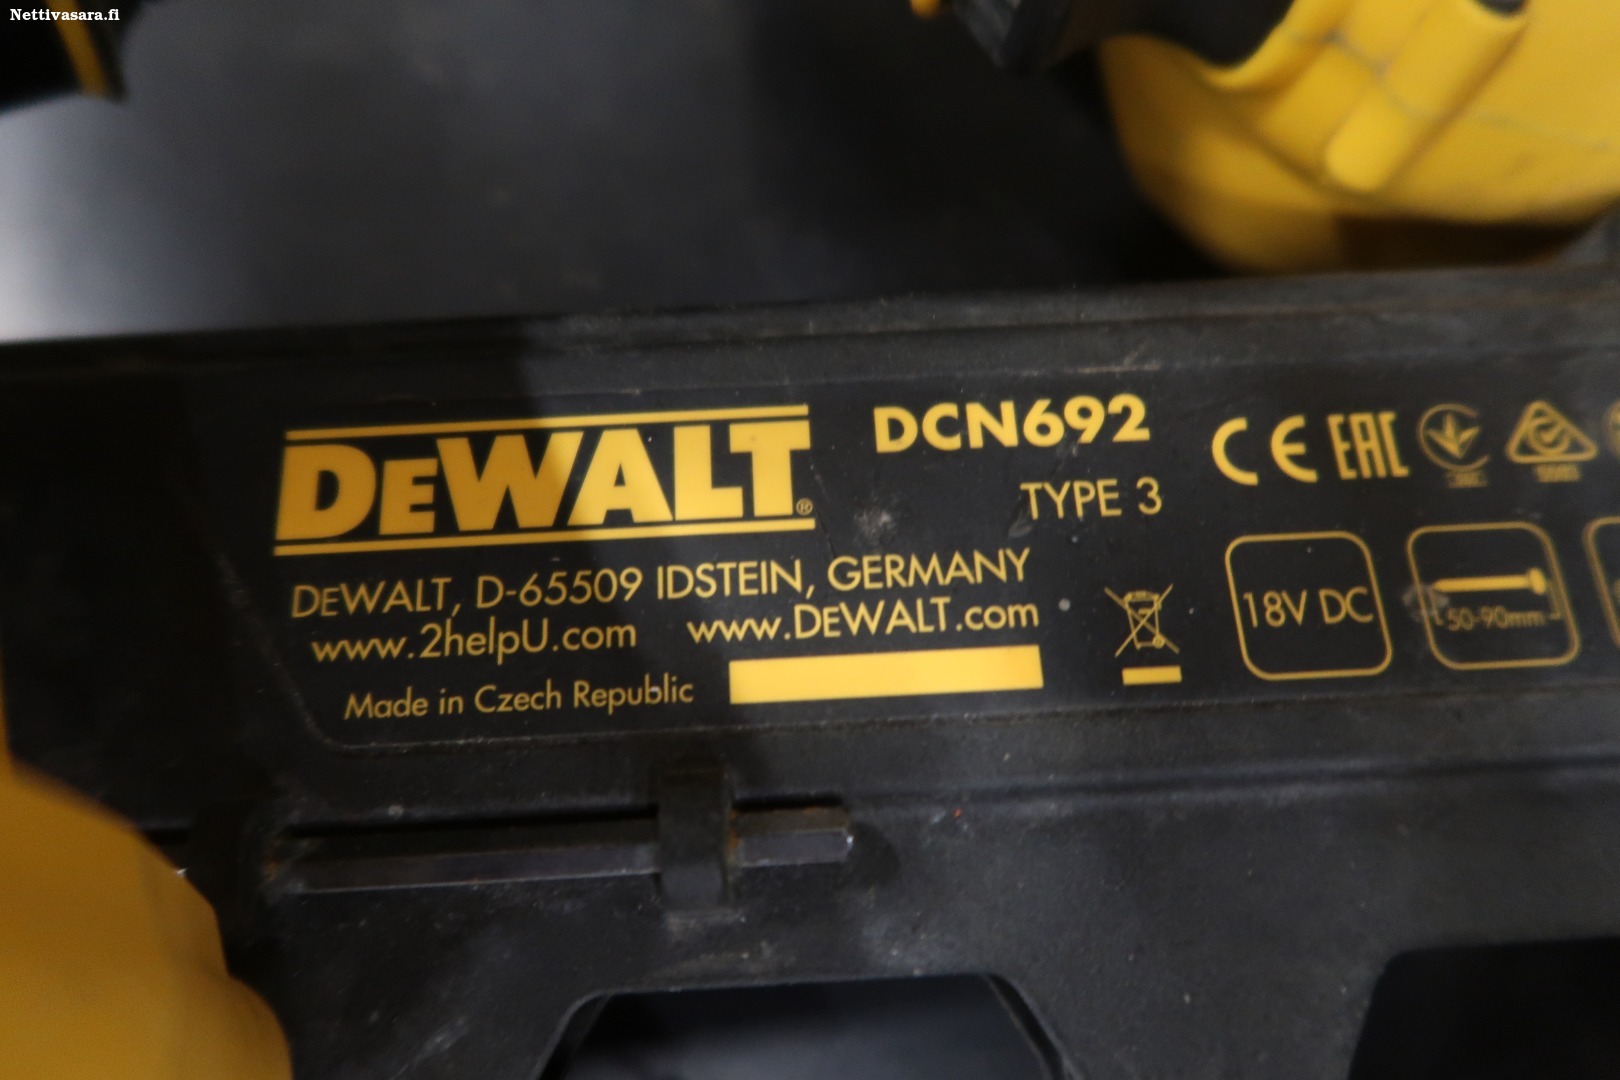 Nettivasara.fi
DEWALT®
DCN692
TYPE 3
CE EAC
DEWALT, D-65509 IDSTEIN, GERMANY
www.2helpU.com www.DEWALT.com
Made in Czech Republic
18V DC
50-90mm